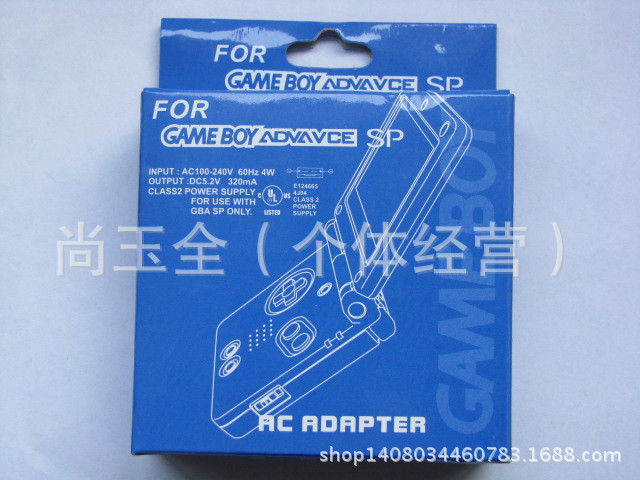 FOR
GAME BOY ADVAVCE SP
FOR
GAME BOY ADVAVCE SP
INPUT : AC100-240V 60Hz 4W
OUTPUT : DC5.2V 320mA
CLASS2 POWER SUPPLY
FOR USE WITH
GBA SP ONLY.
C UL US
LISTED
E124665
4J04
CLASS 2
POWER
SUPPLY
GAMEBOY
尚玉全（个体经营）
AC ADAPTER
shop1408034460783.1688.com